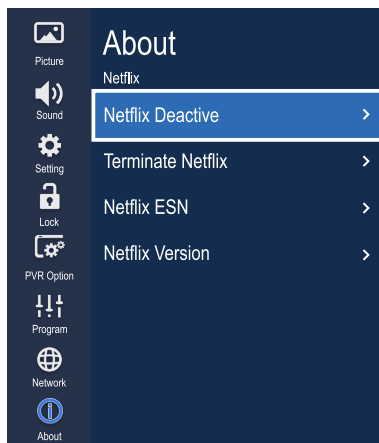 Picture
Sound
Setting
Lock
PVR Option
Program
Network
About
About
Netflix
Netflix Deactive
Terminate Netflix
Netflix ESN
Netflix Version